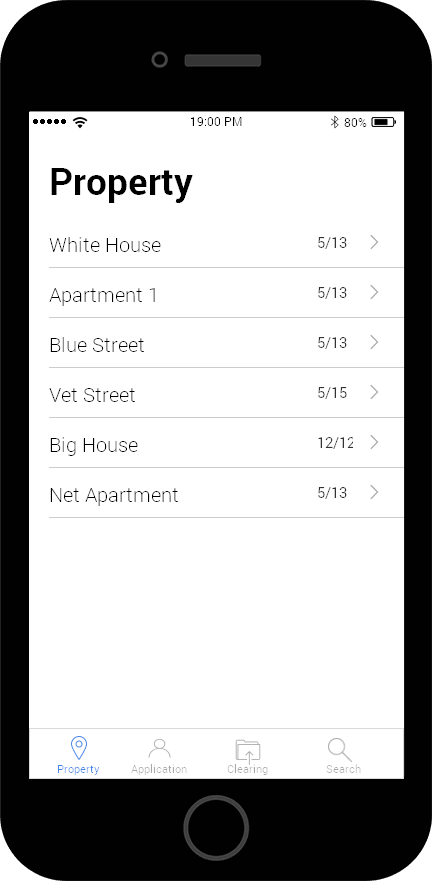 19:00 PM 80%
Property
White House 5/13
Apartment 1 5/13
Blue Street 5/13
Vet Street 5/15
Big House 12/12
Net Apartment 5/13
Property Application Clearing Search